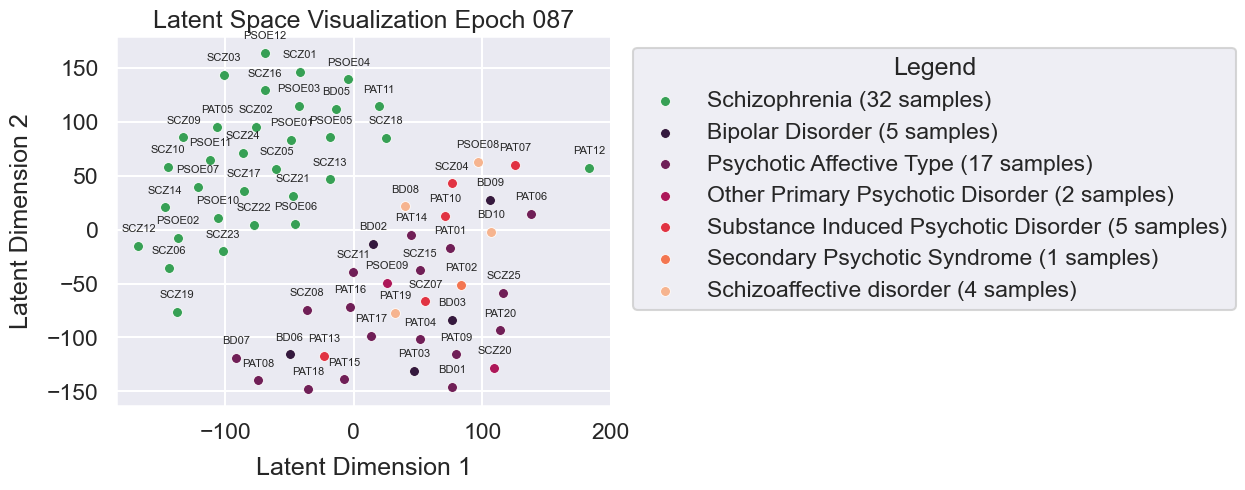 Latent Space Visualization Epoch 087
PSOE12
SCZ03
SCZ01
SCZ16
PSOE04
PSOE03
BD05
PAT11
PAT05
SCZ02
SCZ09
PSOE01
PSOE05
SCZ18
SCZ24
PSOE11
SCZ10
SCZ05
PSOE07
SCZ13
SCZ17
SCZ21
SCZ14
PSOE10
SCZ22
PSOE06
PSOE02
SCZ12
SCZ23
SCZ06
SCZ19
PSOE08
PAT07
PAT12
SCZ04
BD09
BD08
PAT10
PAT06
PAT14
BD10
BD02
PAT01
SCZ11
SCZ15
PSOE09
PAT02
SCZ25
SCZ08
PAT16
SCZ07
PAT19
BD03
PAT17
PAT04
PAT20
BD07
BD06
PAT13
PAT09
PAT03
SCZ20
PAT08
PAT15
PAT18
BD01
150
100
50
0
−50
−100
−150
Latent Dimension 2
−100
0
100
200
Latent Dimension 1
Legend
Schizophrenia (32 samples)
Bipolar Disorder (5 samples)
Psychotic Affective Type (17 samples)
Other Primary Psychotic Disorder (2 samples)
Substance Induced Psychotic Disorder (5 samples)
Secondary Psychotic Syndrome (1 samples)
Schizoaffective disorder (4 samples)